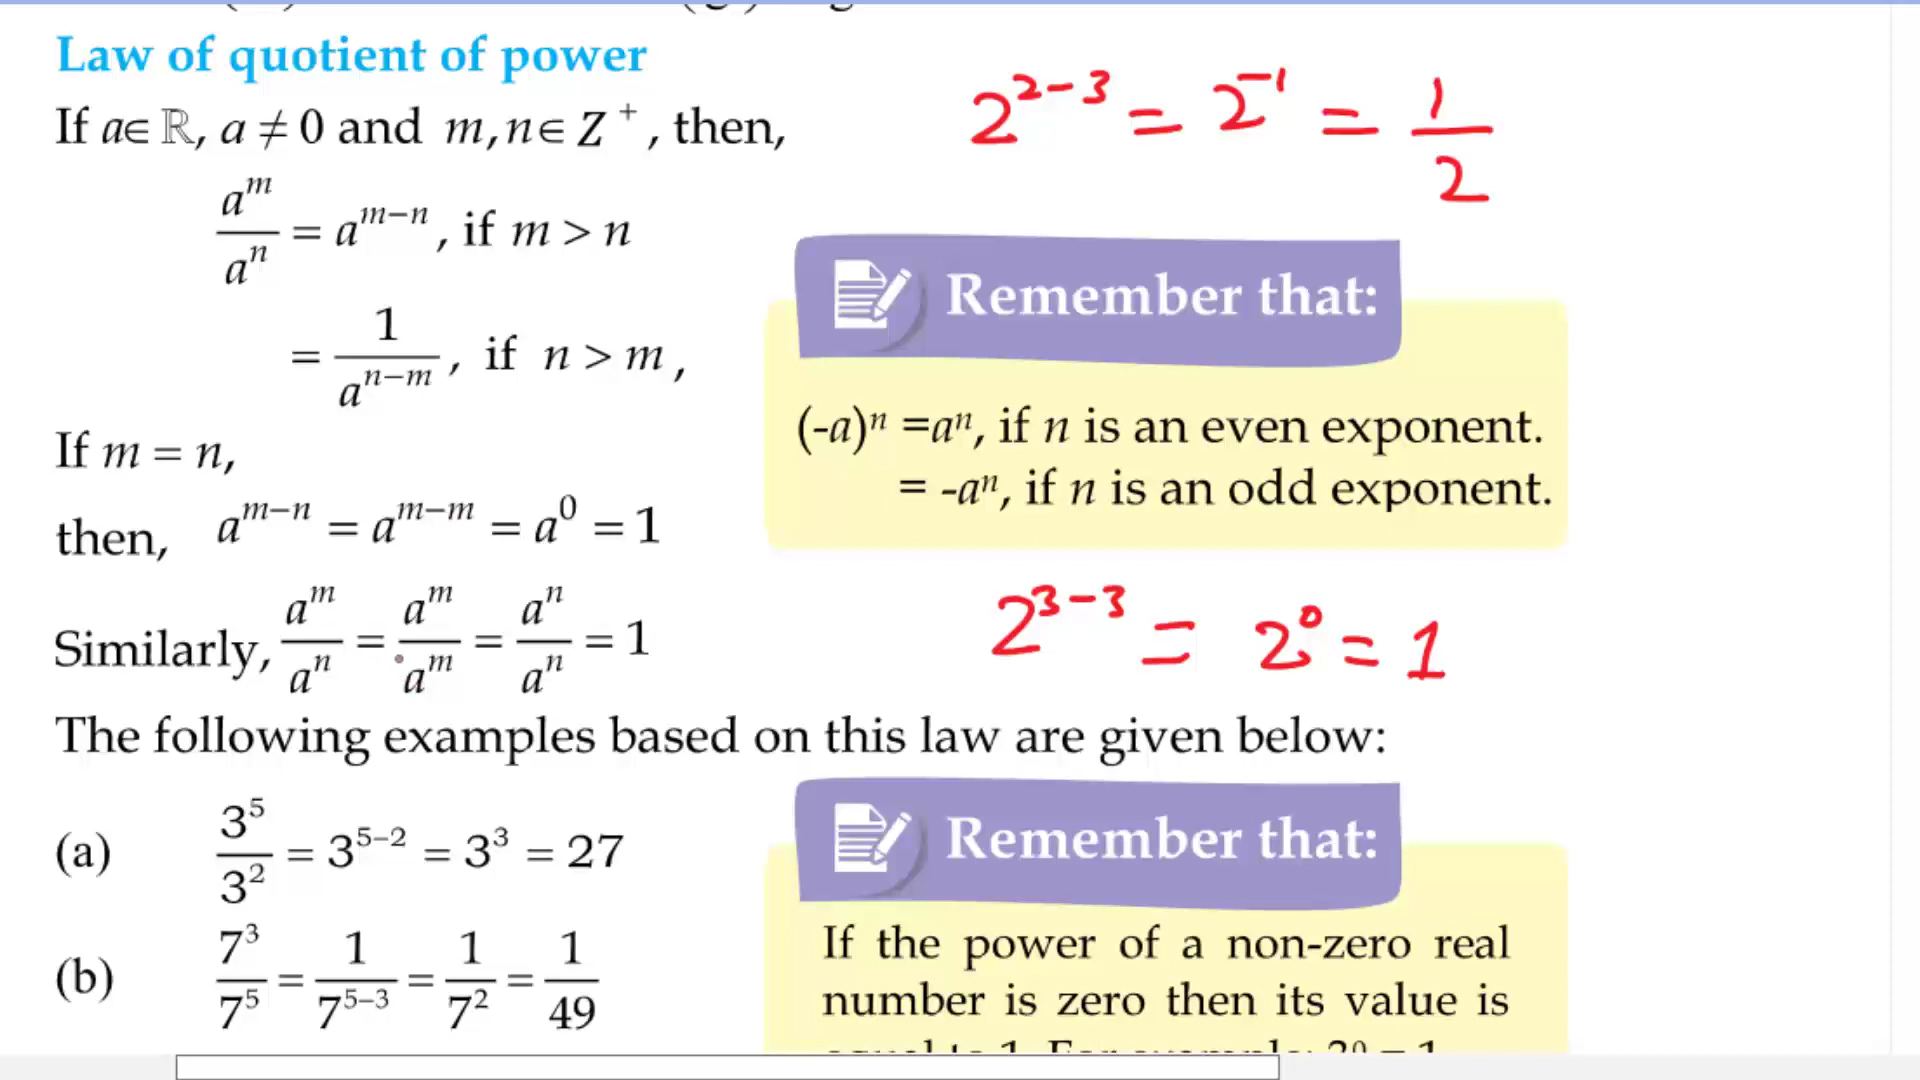 Law of quotient of power
If a∈ ℝ, a ≠ 0 and m, n ∈ Z⁺, then,
aᵐ/aⁿ = aᵐ⁻ⁿ, if m > n
= 1/aⁿ⁻ᵐ, if n > m,
If m = n,
then, aᵐ⁻ⁿ = aᵐ⁻ᵐ = a⁰ = 1
Similarly, aᵐ/aⁿ = aᵐ/aᵐ = aⁿ/aⁿ = 1
The following examples based on this law are given below:
(a) 3⁵/3² = 3⁵⁻² = 3³ = 27
(b) 7³/7⁵ = 1/7⁵⁻³ = 1/7² = 1/49
2²⁻³ = 2⁻¹ = 1/2
Remember that:
(-a)ⁿ =aⁿ, if n is an even exponent.
= -aⁿ, if n is an odd exponent.
2³⁻³ = 2⁰ = 1
Remember that:
If the power of a non-zero real
number is zero then its value is